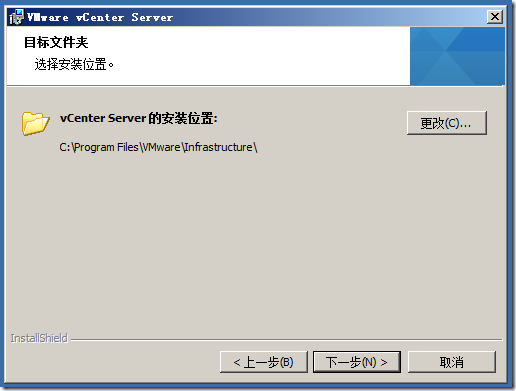 VMware vCenter Server
目标文件夹
选择安装位置。
vCenter Server 的安装位置:
更改(C)...
C:\Program Files\VMware\Infrastructure\
InstallShield
< 上一步(B)
下一步(N) >
取消